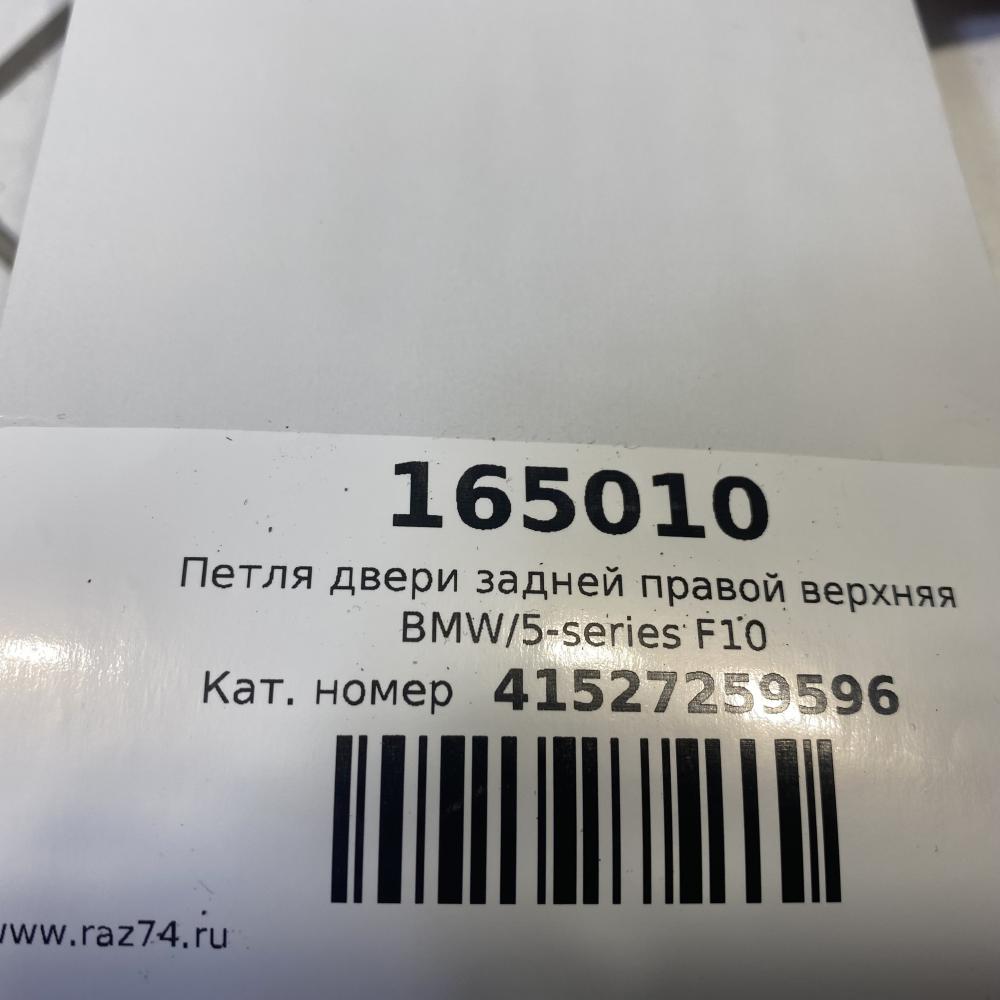 165010
Петля двери задней правой верхняя
BMW/5-series F10
Кат. номер 41527259596
www.raz74.ru